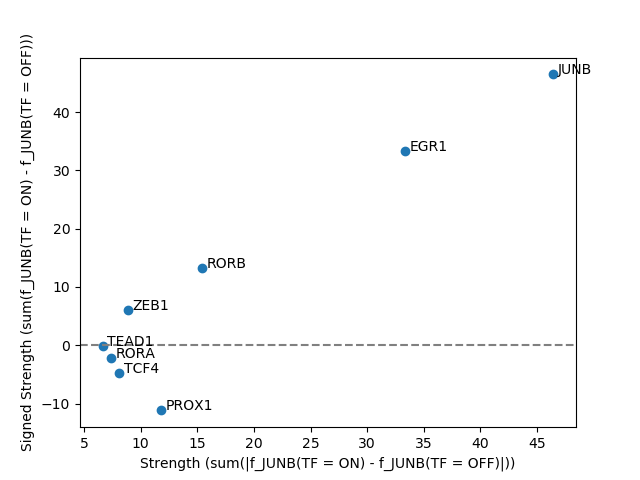 Signed Strength (sum(f_JUNB(TF = ON) - f_JUNB(TF = OFF)))
40
30
20
10
0
−10
JUNB
EGR1
RORB
ZEB1
TEAD1
RORA
TCF4
PROX1
5 10 15 20 25 30 35 40 45
Strength (sum(|f_JUNB(TF = ON) - f_JUNB(TF = OFF)|))